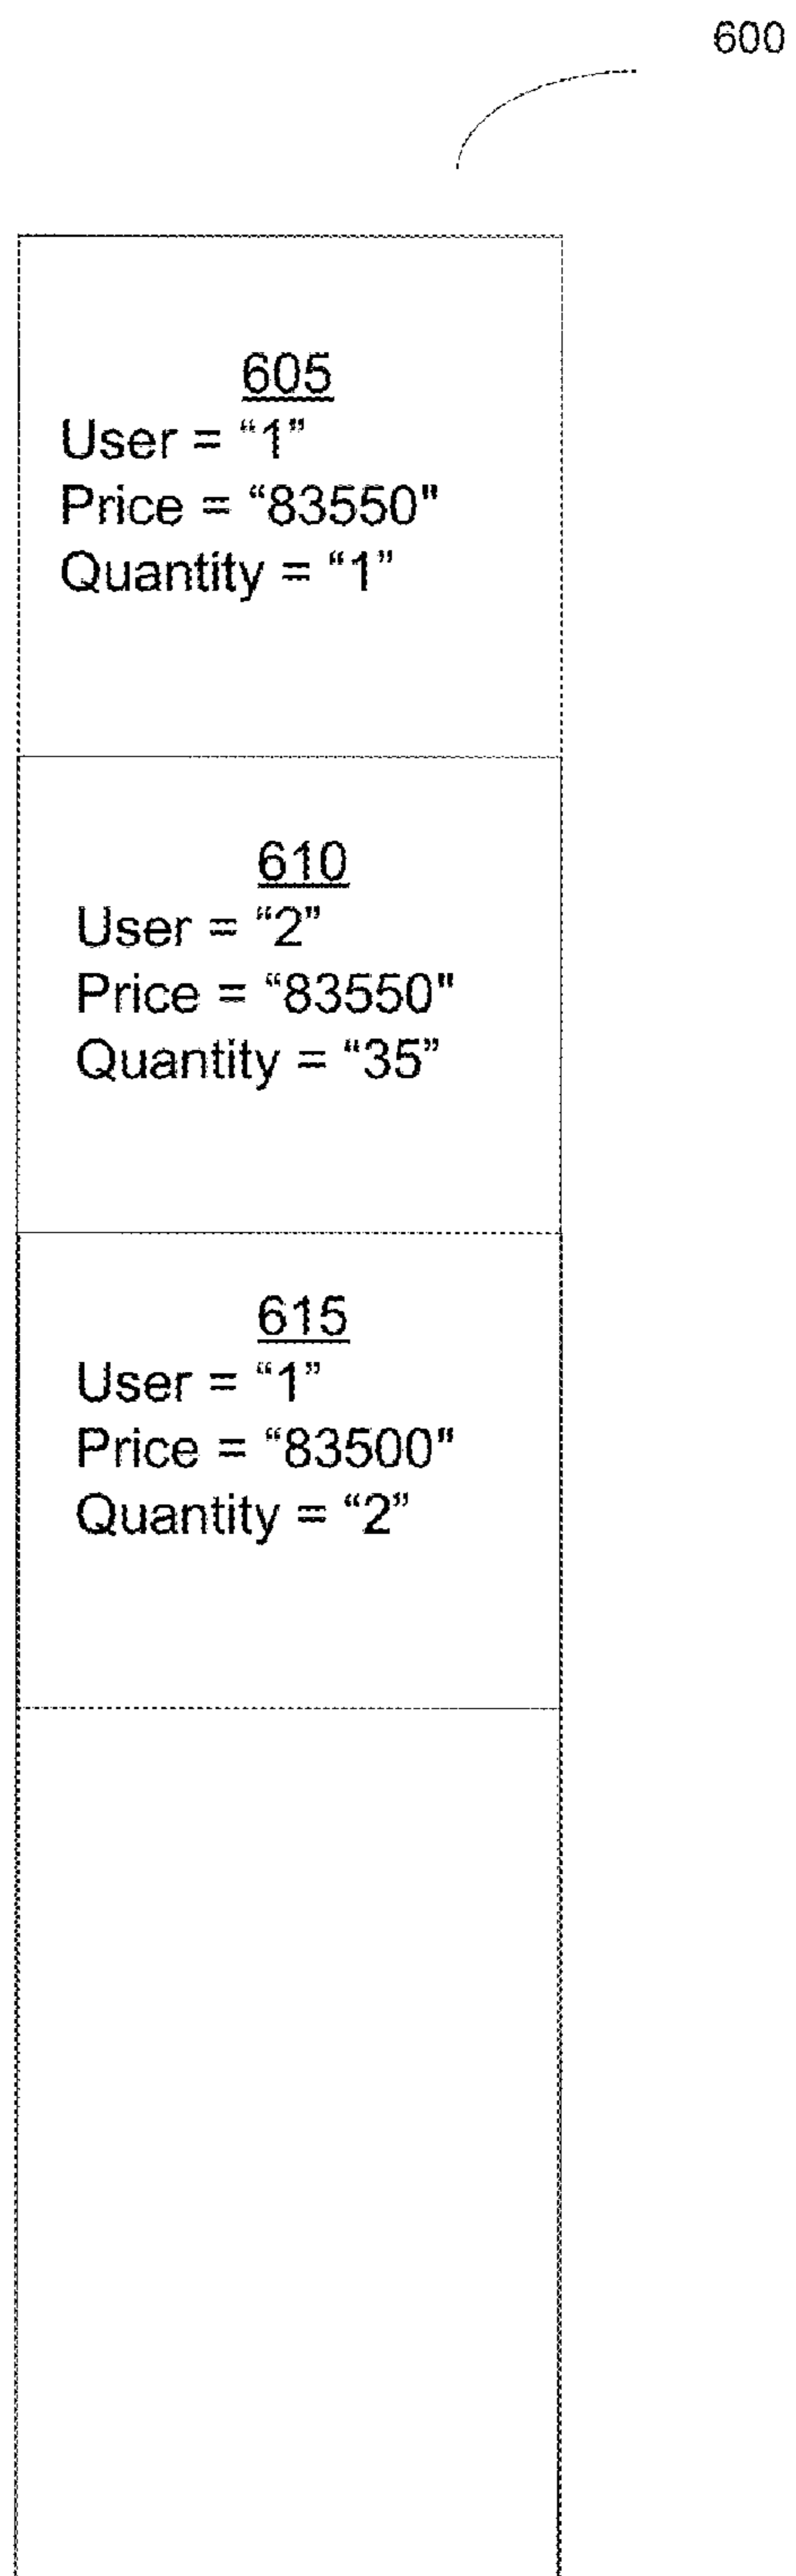 600
605
User = “1”
Price = “83550"
Quantity = “1”
610
User = “2”
Price = “83550"
Quantity = “35”
615
User = “1”
Price = “83500"
Quantity = “2”